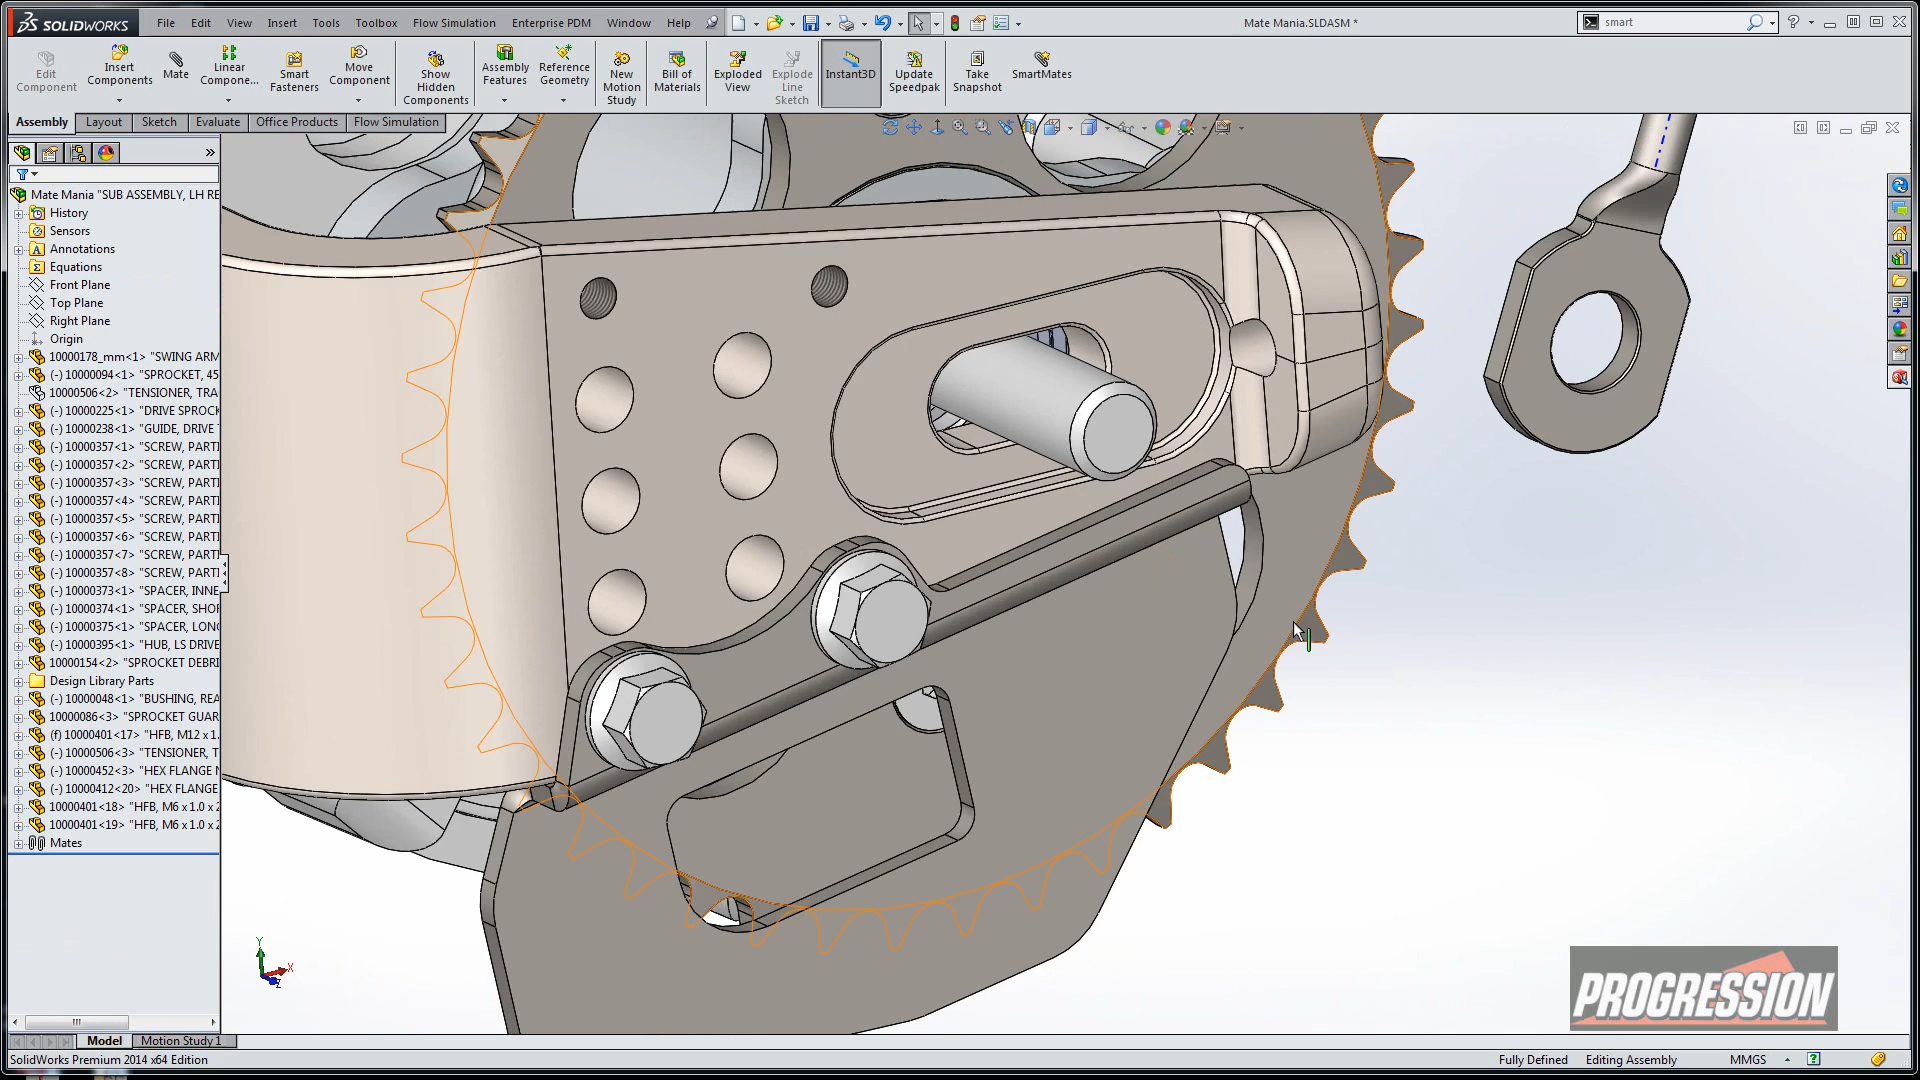 SOLIDWORKS
File Edit View Insert Tools Toolbox Flow Simulation Enterprise PDM Window Help
Mate Mania.SLDASM *
smart
Edit Component
Insert Components
Mate
Linear Compone...
Smart Fasteners
Move Component
Show Hidden Components
Assembly Features
Reference Geometry
New Motion Study
Bill of Materials
Exploded View
Explode Line Sketch
Instant3D
Update Speedpak
Take Snapshot
SmartMates
Assembly Layout Sketch Evaluate Office Products Flow Simulation
Mate Mania "SUB ASSEMBLY, LH RE
History
Sensors
Annotations
Equations
Front Plane
Top Plane
Right Plane
Origin
10000178_mm<1> "SWING ARM
(-) 10000094<1> "SPROCKET, 45
10000506<2> "TENSIONER, TRA
(-) 10000225<1> "DRIVE SPROCK
(-) 10000238<1> "GUIDE, DRIVE
(-) 10000357<1> "SCREW, PARTI
(-) 10000357<2> "SCREW, PARTI
(-) 10000357<3> "SCREW, PARTI
(-) 10000357<4> "SCREW, PARTI
(-) 10000357<5> "SCREW, PARTI
(-) 10000357<6> "SCREW, PARTI
(-) 10000357<7> "SCREW, PARTI
(-) 10000357<8> "SCREW, PARTI
(-) 10000373<1> "SPACER, INNE
(-) 10000374<1> "SPACER, SHOR
(-) 10000375<1> "SPACER, LONG
(-) 10000395<1> "HUB, LS DRIVE
10000154<2> "SPROCKET DEBRI
Design Library Parts
(-) 10000048<1> "BUSHING, REA
10000086<3> "SPROCKET GUAR
(f) 10000401<17> "HFB, M12 x 1.
(-) 10000506<3> "TENSIONER, T
(-) 10000452<3> "HEX FLANGE N
(-) 10000412<20> "HEX FLANGE
10000401<18> "HFB, M6 x 1.0 x 2
10000401<19> "HFB, M6 x 1.0 x 2
Mates
Y
X
Z
PROGRESSION
Model Motion Study 1
SolidWorks Premium 2014 x64 Edition Fully Defined Editing Assembly MMGS